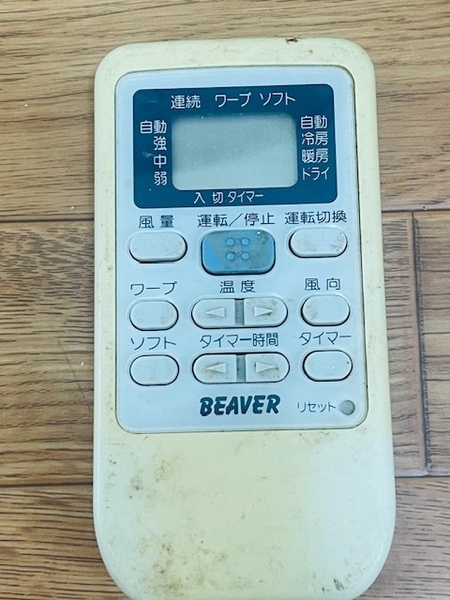 連続 ワープ ソフト
自動
強
中
弱
自動
冷房
暖房
ドライ
入 切 タイマー
風量 運転/停止 運転切換
ワープ 温度 風向
ソフト タイマー時間 タイマー
BEAVER リセット